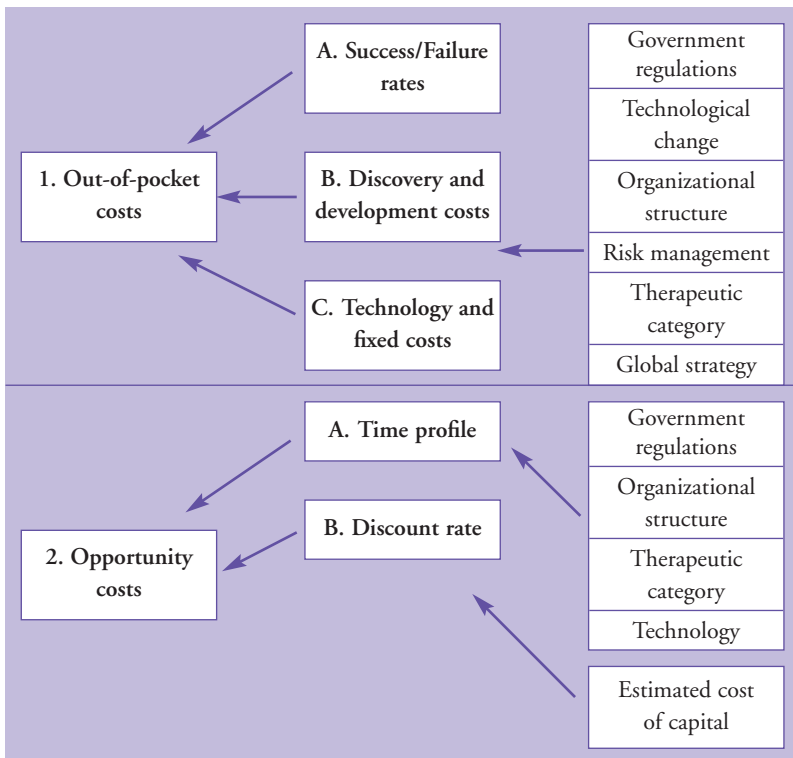 1. Out-of-pocket
costs
A. Success/Failure
rates
B. Discovery and
development costs
C. Technology and
fixed costs
Government
regulations
Technological
change
Organizational
structure
Risk management
Therapeutic
category
Global strategy
2. Opportunity
costs
A. Time profile
B. Discount rate
Government
regulations
Organizational
structure
Therapeutic
category
Technology
Estimated cost
of capital